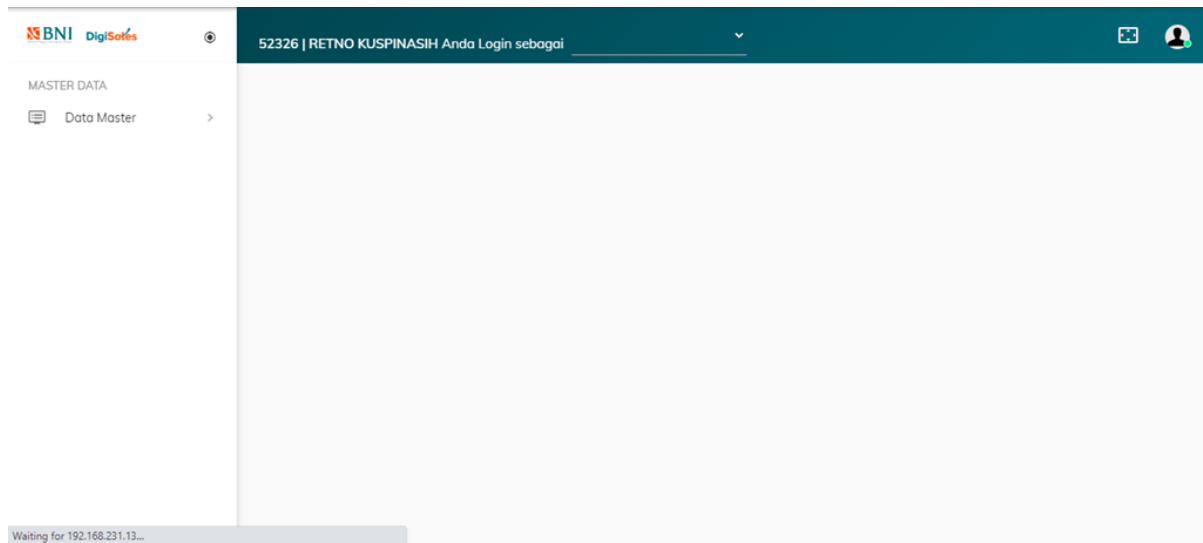 BNI DigiSales
52326 | RETNO KUSPINASIH Anda Login sebagai
MASTER DATA
Data Master
Waiting for 192.168.231.13...